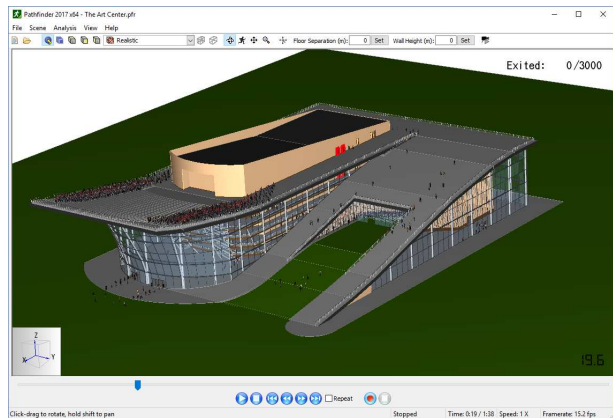 Pathfinder 2017 x64 - The Art Center.pfr
File Scene Analysis View Help
Realistic Floor Separation (m): 0 Set Wall Height (m): 0 Set
Exited: 0/3000
Z
X Y
19.6
Repeat
Click-drag to rotate, hold shift to pan Stopped Time: 0:19 / 1:38 Speed: 1 X Framerate: 15.2 fps